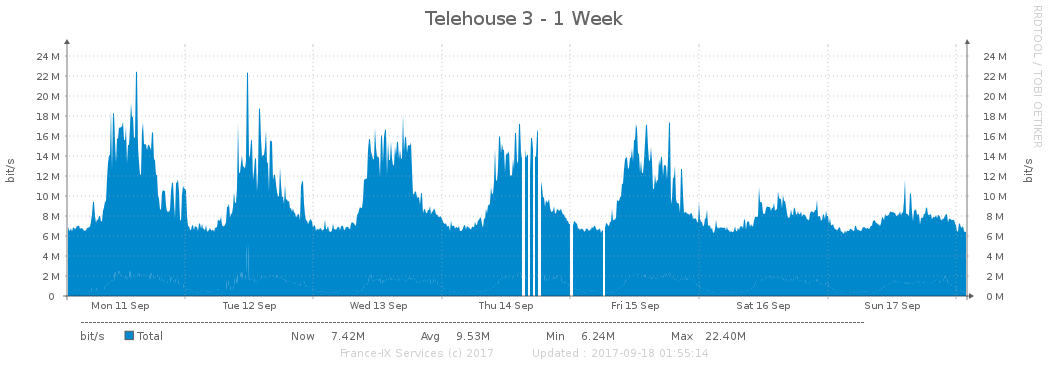 Telehouse 3 - 1 Week
RRDTOOL / TOBI OETIKER
bit/s
24 M 24 M
22 M 22 M
20 M 20 M
18 M 18 M
16 M 16 M
14 M 14 M
12 M 12 M
10 M 10 M
8 M 8 M
6 M 6 M
4 M 4 M
2 M 2 M
0 0 M
bit/s
Mon 11 Sep Tue 12 Sep Wed 13 Sep Thu 14 Sep Fri 15 Sep Sat 16 Sep Sun 17 Sep
bit/s Total Now 7.42M Avg 9.53M Min 6.24M Max 22.40M
France-IX Services (c) 2017 Updated : 2017-09-18 01:55:14